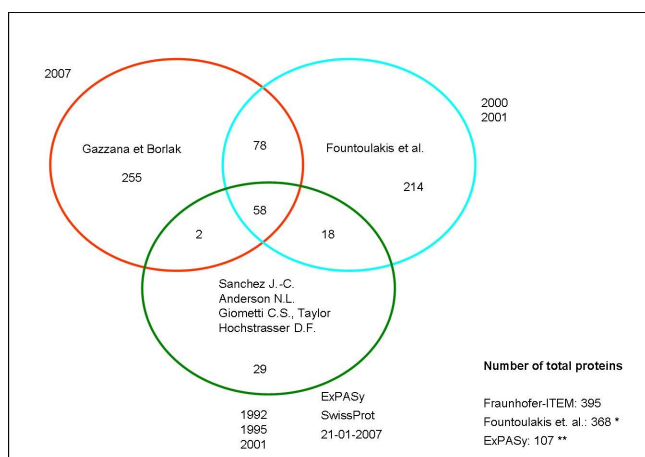 2007
2000
2001
78
Gazzana et Borlak
Fountoulakis et al.
255
214
58
2
18
Sanchez J.-C.
Anderson N.L.
Giometti C.S., Taylor
Hochstrasser D.F.
29
Number of total proteins
ExPASy
SwissProt
21-01-2007
1992
1995
2001
Fraunhofer-ITEM: 395
Fountoulakis et. al.: 368 *
ExPASy: 107 **